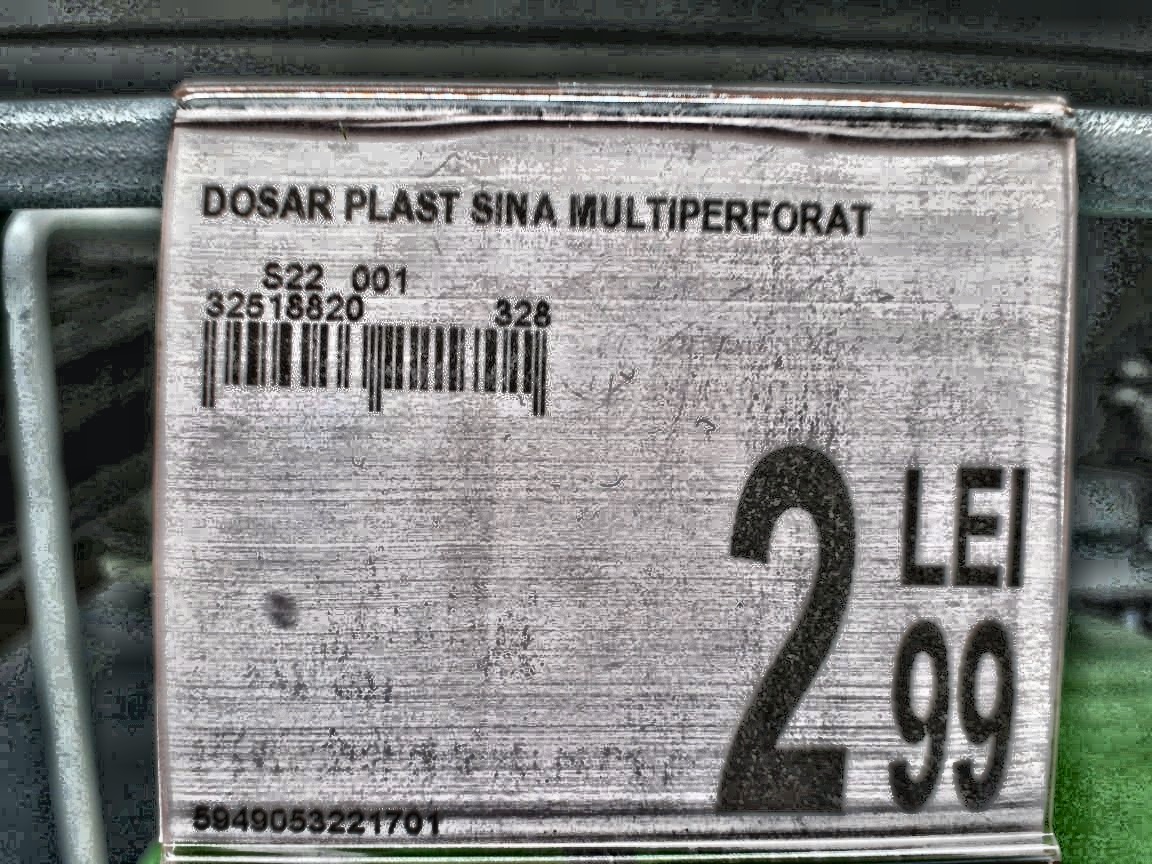 DOSAR PLAST SINA MULTIPERFORAT
S22 001
32518820 328
2 LEI
99
5949053221701